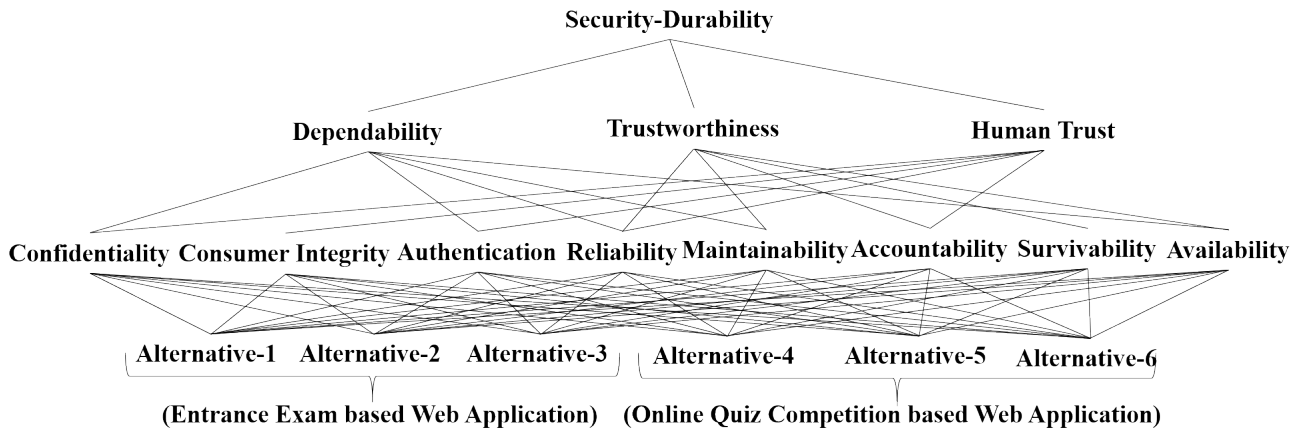 Security-Durability
Dependability Trustworthiness Human Trust
Confidentiality Consumer Integrity Authentication Reliability Maintainability Accountability Survivability Availability
Alternative-1 Alternative-2 Alternative-3 Alternative-4 Alternative-5 Alternative-6
(Entrance Exam based Web Application) (Online Quiz Competition based Web Application)